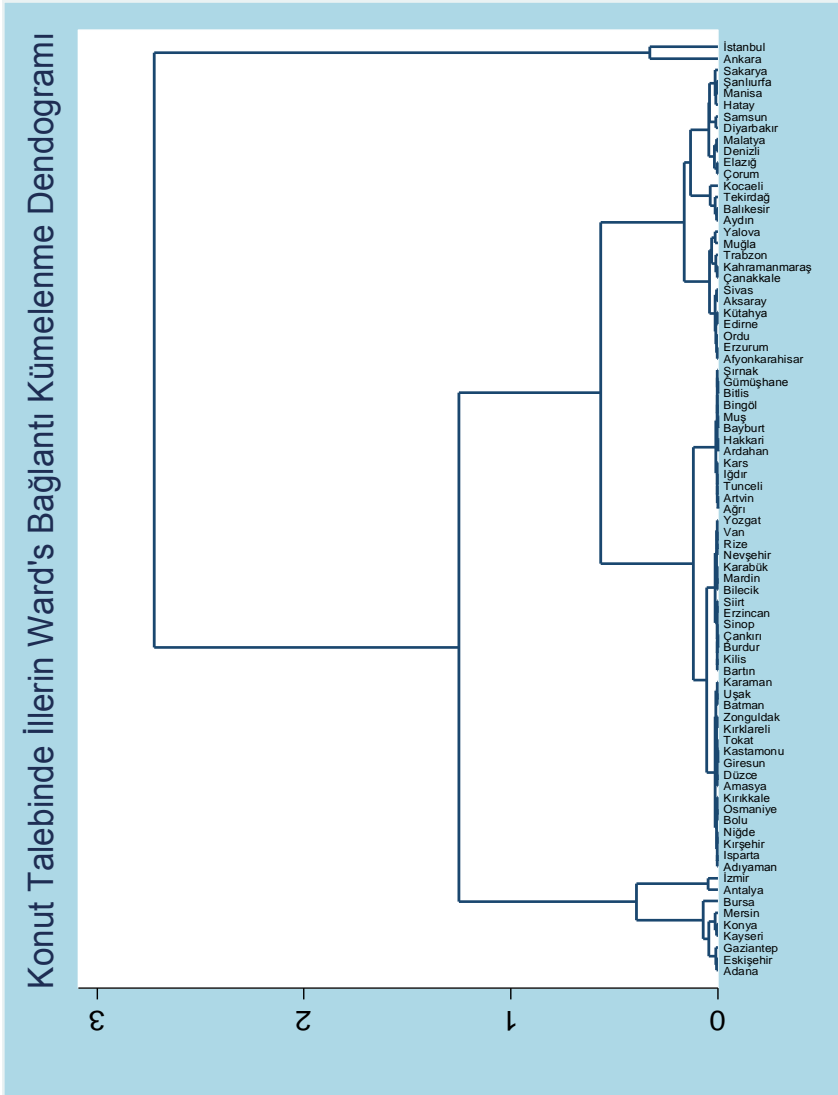 Konut Talebinde İllerin Ward's Bağlantı Kümelenme Dendogramı
İstanbul
Ankara
Sakarya
Şanlıurfa
Manisa
Hatay
Samsun
Diyarbakır
Malatya
Denizli
Elazığ
Çorum
Kocaeli
Tekirdağ
Balıkesir
Aydın
Yalova
Muğla
Trabzon
Kahramanmaraş
Çanakkale
Sivas
Aksaray
Kütahya
Edirne
Ordu
Erzurum
Afyonkarahisar
Şırnak
Gümüşhane
Bitlis
Bingöl
Muş
Bayburt
Hakkari
Ardahan
Kars
Iğdır
Tunceli
Artvin
Ağrı
Yozgat
Van
Rize
Nevşehir
Karabük
Mardin
Bilecik
Siirt
Erzincan
Sinop
Çankırı
Burdur
Kilis
Bartın
Karaman
Uşak
Batman
Zonguldak
Kırklareli
Tokat
Kastamonu
Giresun
Düzce
Amasya
Kırıkkale
Osmaniye
Bolu
Niğde
Kırşehir
Isparta
Adıyaman
İzmir
Antalya
Bursa
Mersin
Konya
Kayseri
Gaziantep
Eskişehir
Adana
3 2 1 0